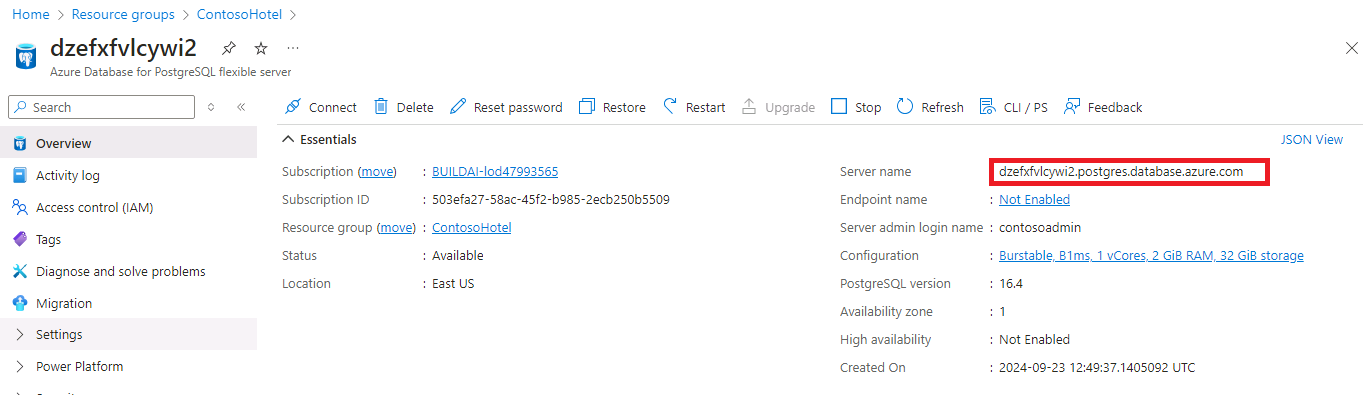 Home > Resource groups > ContosoHotel >
dzefxfvlcywi2 ...
Azure Database for PostgreSQL flexible server
Search
Overview
Activity log
Access control (IAM)
Tags
Diagnose and solve problems
Migration
Settings
Power Platform
Connect Delete Reset password Restore Restart Upgrade Stop Refresh CLI / PS Feedback
Essentials
JSON View
Subscription (move) : BUILDAI-lod47993565
Subscription ID : 503efa27-58ac-45f2-b985-2ecb250b5509
Resource group (move) : ContosoHotel
Status : Available
Location : East US
Server name : dzefxfvlcywi2.postgres.database.azure.com
Endpoint name : Not Enabled
Server admin login name : contosoadmin
Configuration : Burstable, B1ms, 1 vCores, 2 GiB RAM, 32 GiB storage
PostgreSQL version : 16.4
Availability zone : 1
High availability : Not Enabled
Created On : 2024-09-23 12:49:37.1405092 UTC